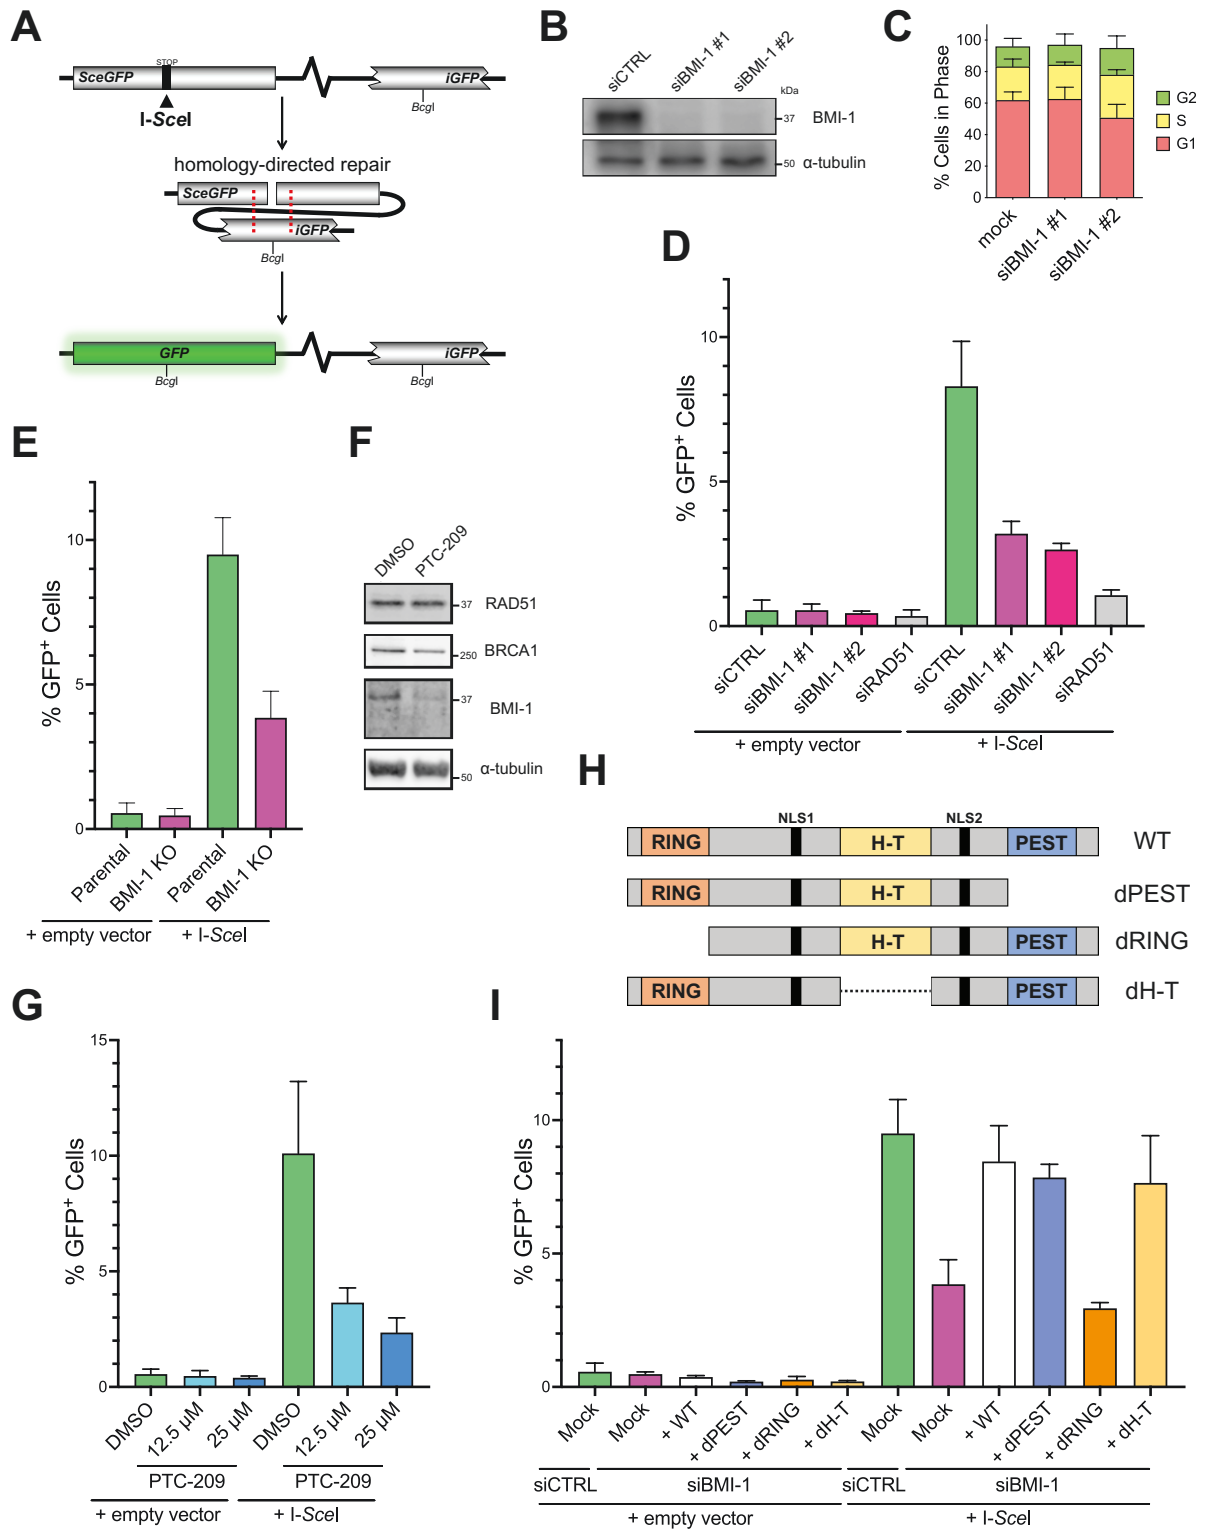 A
STOP
SceGFP
iGFP
BcgI
I-SceI
homology-directed repair
SceGFP
iGFP
BcgI
GFP
iGFP
BcgI
BcgI
B
siCTRL
siBMI-1 #1
siBMI-1 #2
kDa
37
BMI-1
50
α-tubulin
C
% Cells in Phase
100
80
60
40
20
0
G2
S
G1
mock
siBMI-1 #1
siBMI-1 #2
D
% GFP+ Cells
10
5
0
siCTRL
siBMI-1 #1
siBMI-1 #2
siRAD51
siCTRL
siBMI-1 #1
siBMI-1 #2
siRAD51
+ empty vector
+ I-SceI
E
% GFP+ Cells
10
5
0
Parental
BMI-1 KO
Parental
BMI-1 KO
+ empty vector
+ I-SceI
F
DMSO
PTC-209
37
RAD51
250
BRCA1
37
BMI-1
50
α-tubulin
H
NLS1
NLS2
RING
H-T
PEST
WT
RING
H-T
dPEST
H-T
PEST
dRING
RING
PEST
dH-T
G
% GFP+ Cells
15
10
5
0
DMSO
12.5 µM
25 µM
DMSO
12.5 µM
25 µM
PTC-209
PTC-209
+ empty vector
+ I-SceI
I
% GFP+ Cells
10
5
0
Mock
Mock
+ WT
+ dPEST
+ dRING
+ dH-T
Mock
Mock
+ WT
+ dPEST
+ dRING
+ dH-T
siCTRL
siBMI-1
siCTRL
siBMI-1
+ empty vector
+ I-SceI